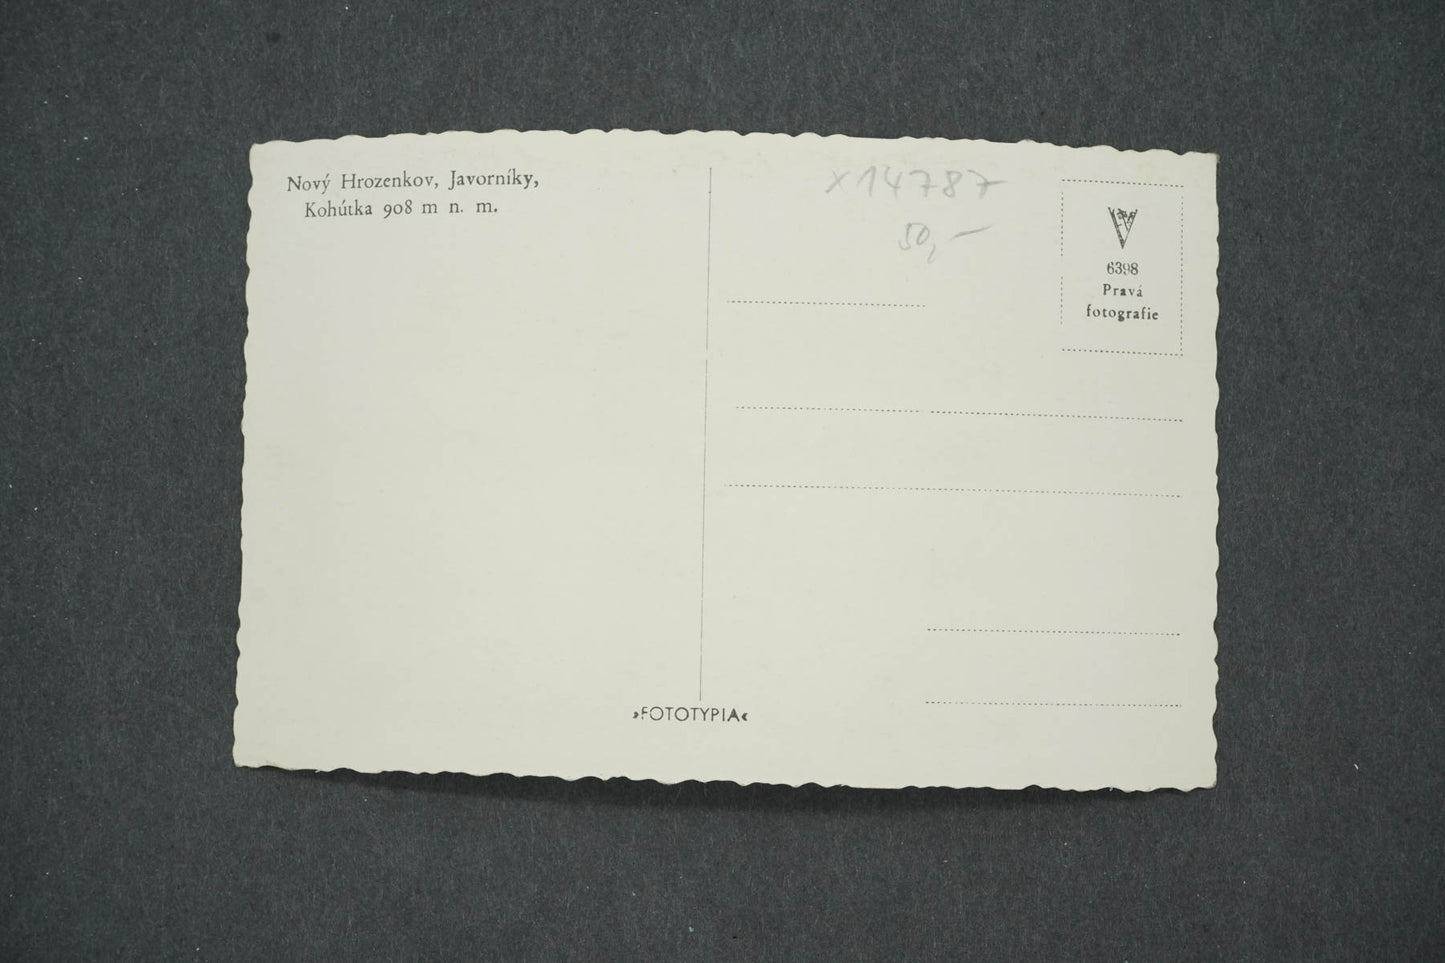 Nový Hrozenkov, Javorníky,
Kohútka 908 m n. m.
X14787
50,–
6398
Pravá
fotografie
»FOTOTYPIA«